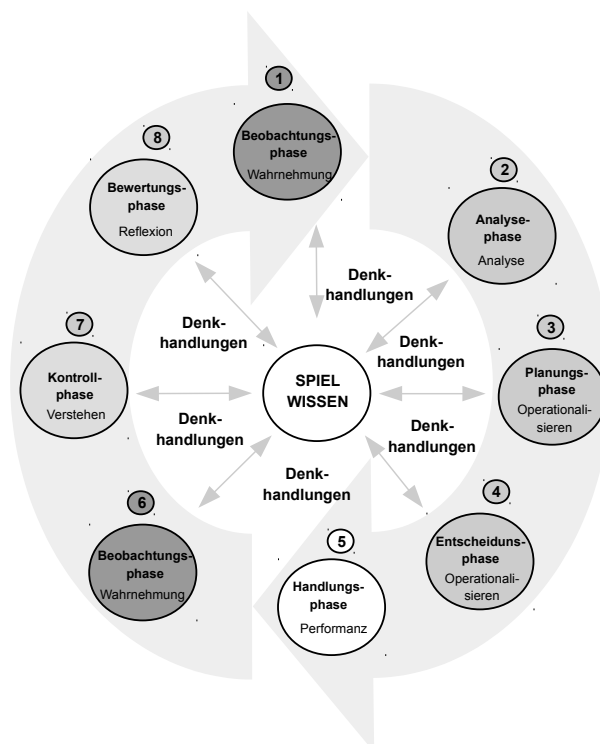 1
Beobachtungs-
phase
Wahrnehmung
2
Analyse-
phase
Analyse
3
Planungs-
phase
Operationali-
sieren
4
Entscheiduns-
phase
Operationali-
sieren
5
Handlungs-
phase
Performanz
6
Beobachtungs-
phase
Wahrnehmung
7
Kontroll-
phase
Verstehen
8
Bewertungs-
phase
Reflexion
Denk-
handlungen
Denk-
handlungen
Denk-
handlungen
Denk-
handlungen
Denk-
handlungen
Denk-
handlungen
SPIEL
WISSEN